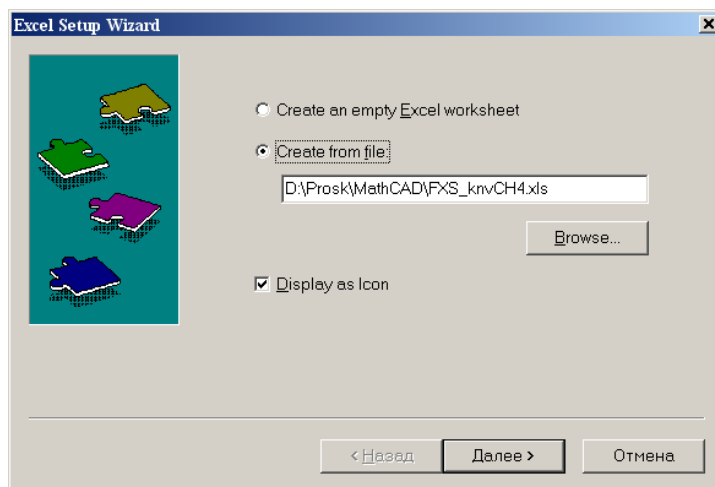 Excel Setup Wizard
Create an empty Excel worksheet
Create from file:
D:\Prosk\MathCAD\FXS_knvCH4.xls
Browse...
Display as Icon
< Назад
Далее >
Отмена